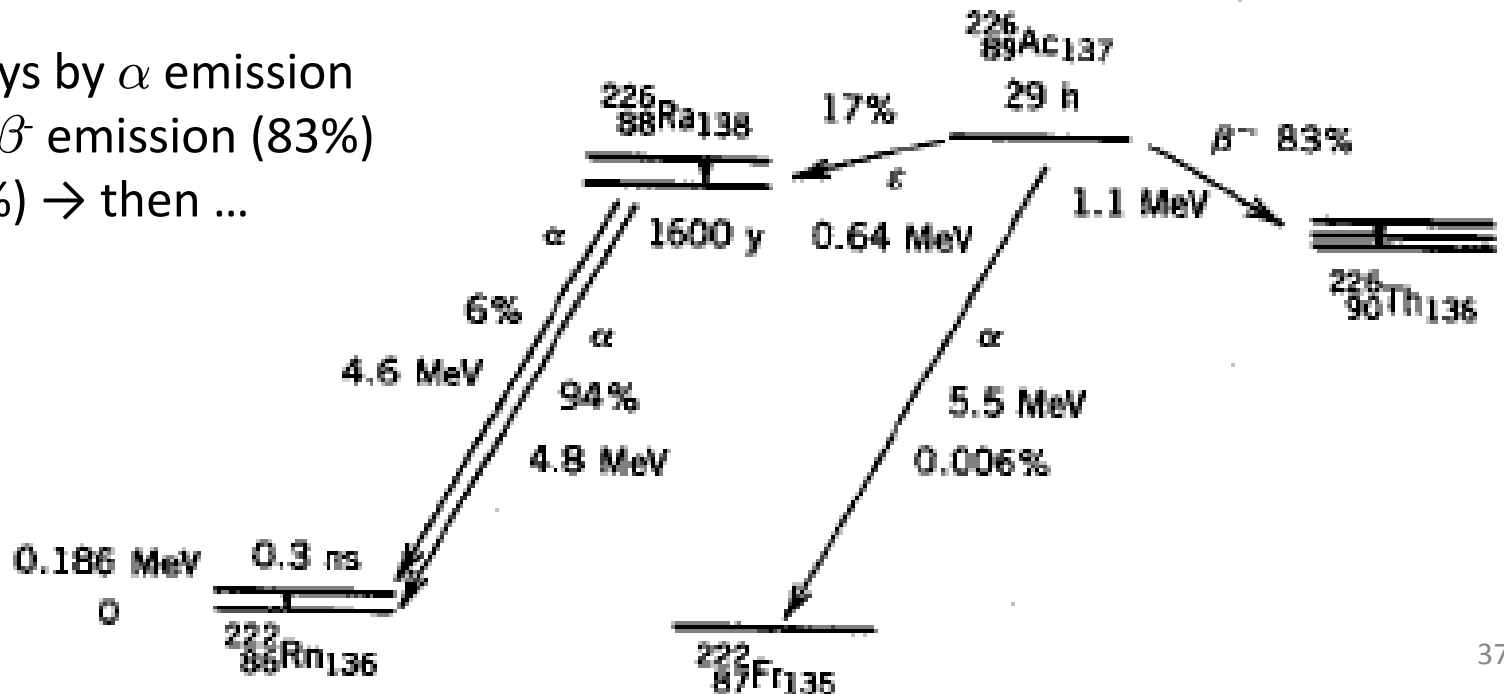 ys by α emission
β- emission (83%)
%) → then ...
226
89Ac137
29 h
226
88Ra138
17%
ε
0.64 MeV
β− 83%
1.1 MeV
226
90Th136
1600 y
α
6%
4.6 MeV
α
94%
4.8 MeV
α
5.5 MeV
0.006%
0.186 MeV
0.3 ns
0
222
86Rn136
222
87Fr135
37